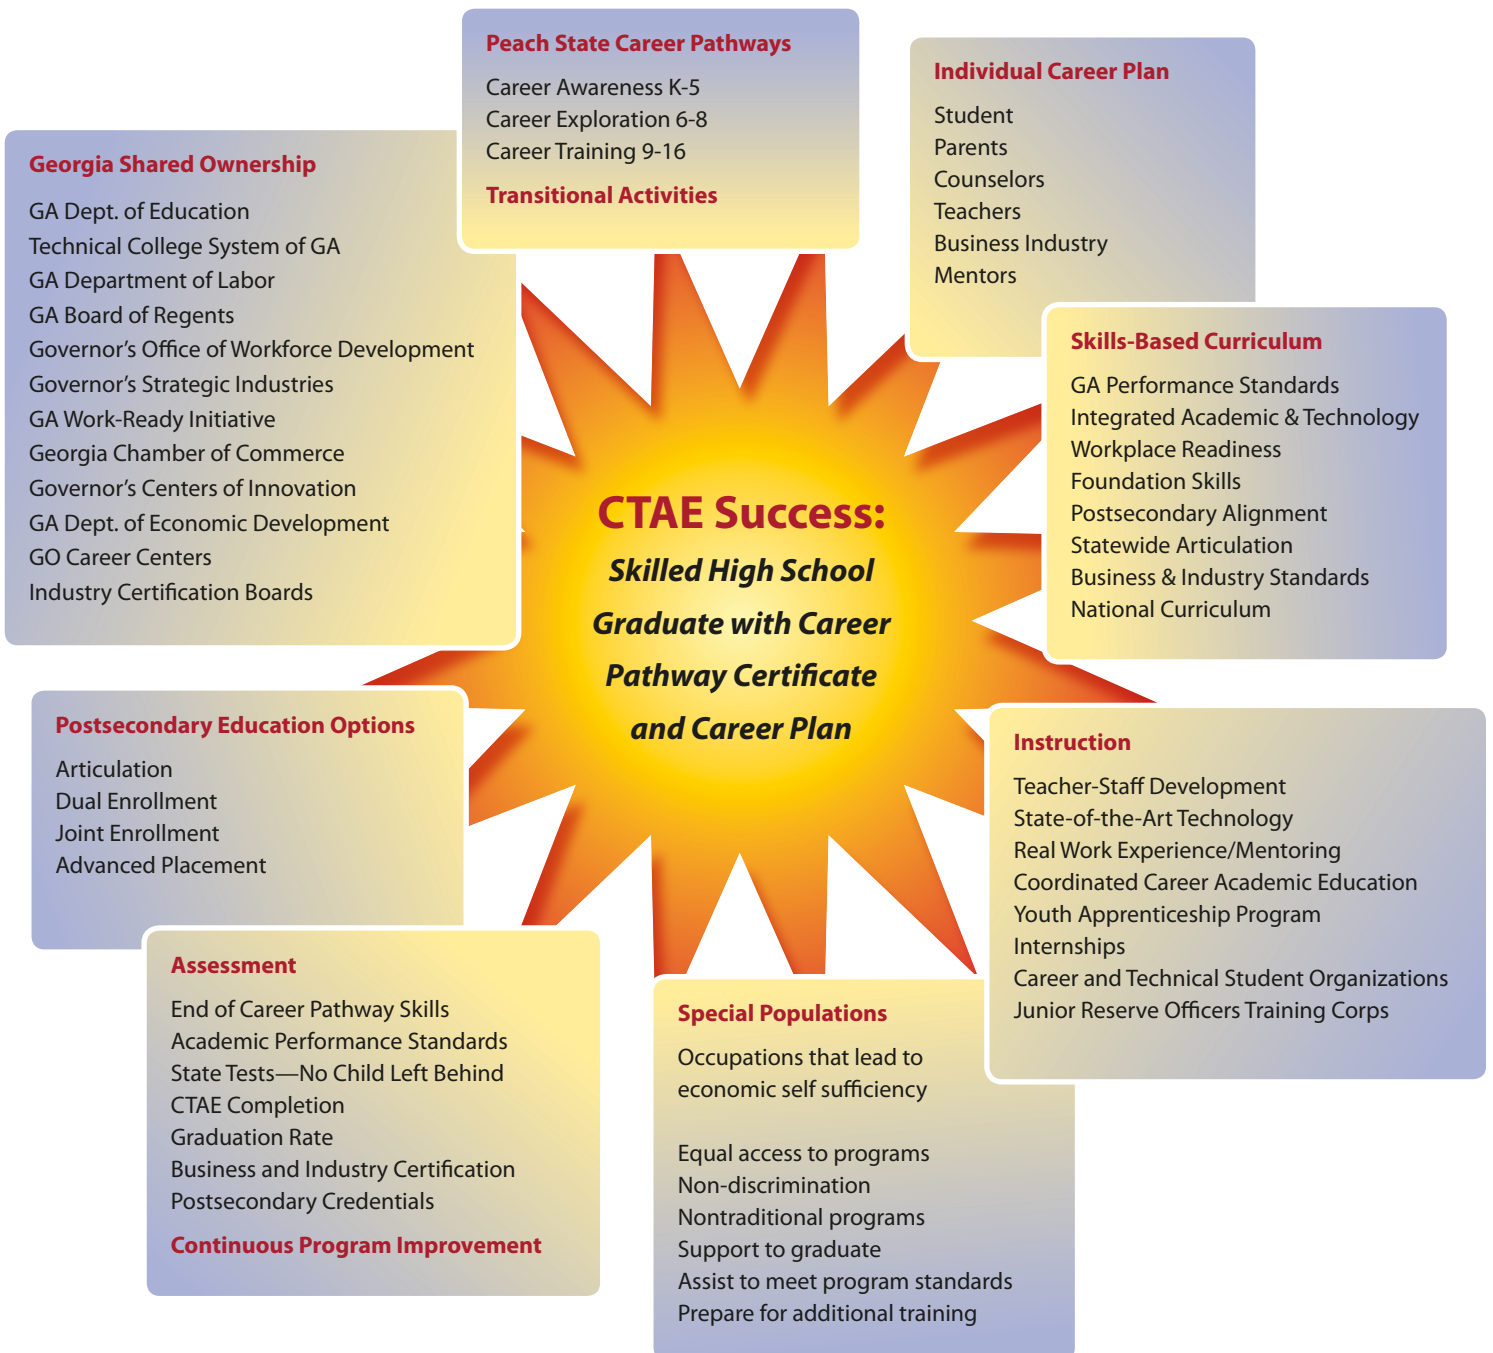 Peach State Career Pathways
Career Awareness K-5
Career Exploration 6-8
Career Training 9-16
Transitional Activities
Individual Career Plan
Student
Parents
Counselors
Teachers
Business Industry
Mentors
Georgia Shared Ownership
GA Dept. of Education
Technical College System of GA
GA Department of Labor
GA Board of Regents
Governor’s Office of Workforce Development
Governor’s Strategic Industries
GA Work-Ready Initiative
Georgia Chamber of Commerce
Governor’s Centers of Innovation
GA Dept. of Economic Development
GO Career Centers
Industry Certification Boards
Skills-Based Curriculum
GA Performance Standards
Integrated Academic & Technology
Workplace Readiness
Foundation Skills
Postsecondary Alignment
Statewide Articulation
Business & Industry Standards
National Curriculum
CTAE Success:
Skilled High School
Graduate with Career
Pathway Certificate
and Career Plan
Postsecondary Education Options
Articulation
Dual Enrollment
Joint Enrollment
Advanced Placement
Instruction
Teacher-Staff Development
State-of-the-Art Technology
Real Work Experience/Mentoring
Coordinated Career Academic Education
Youth Apprenticeship Program
Internships
Career and Technical Student Organizations
Junior Reserve Officers Training Corps
Assessment
End of Career Pathway Skills
Academic Performance Standards
State Tests—No Child Left Behind
CTAE Completion
Graduation Rate
Business and Industry Certification
Postsecondary Credentials
Continuous Program Improvement
Special Populations
Occupations that lead to
economic self sufficiency
Equal access to programs
Non-discrimination
Nontraditional programs
Support to graduate
Assist to meet program standards
Prepare for additional training